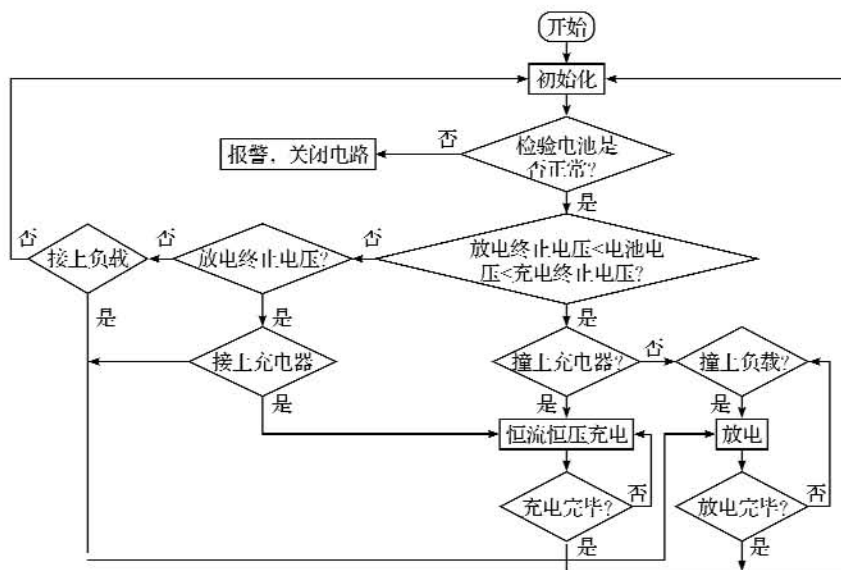 开始
初始化
检验电池是
否正常?
否
报警，关闭电路
是
放电终止电压<电池电
压<充电终止电压?
否
放电终止电压?
否
接上负载
否
是
是
是
接上充电器
撞上充电器?
否
撞上负载?
是
是
是
恒流恒压充电
放电
充电完毕?
否
放电完毕?
否
是
是